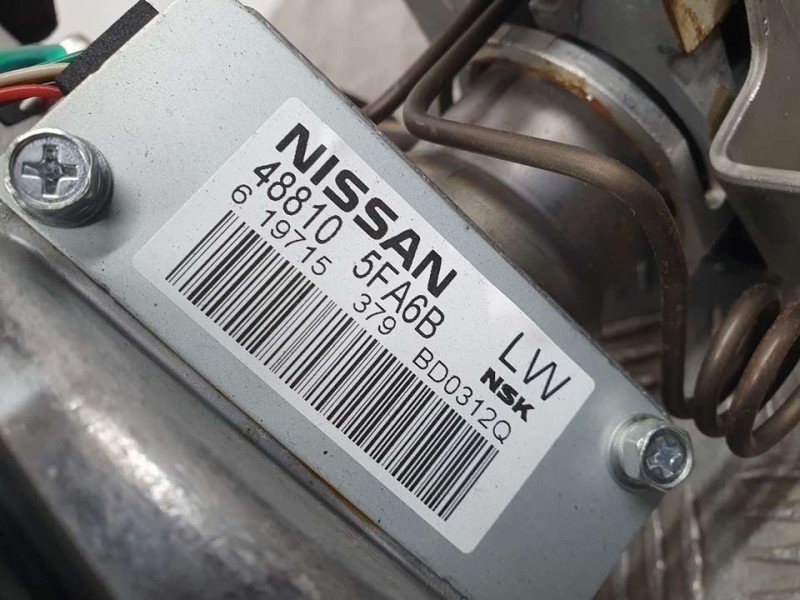 NISSAN
48810 5FA6B
6 19715 379 BD0312Q
LW
NSK